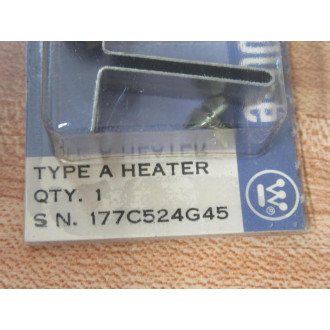 TYPE A HEATER
QTY. 1
S N. 177C524G45